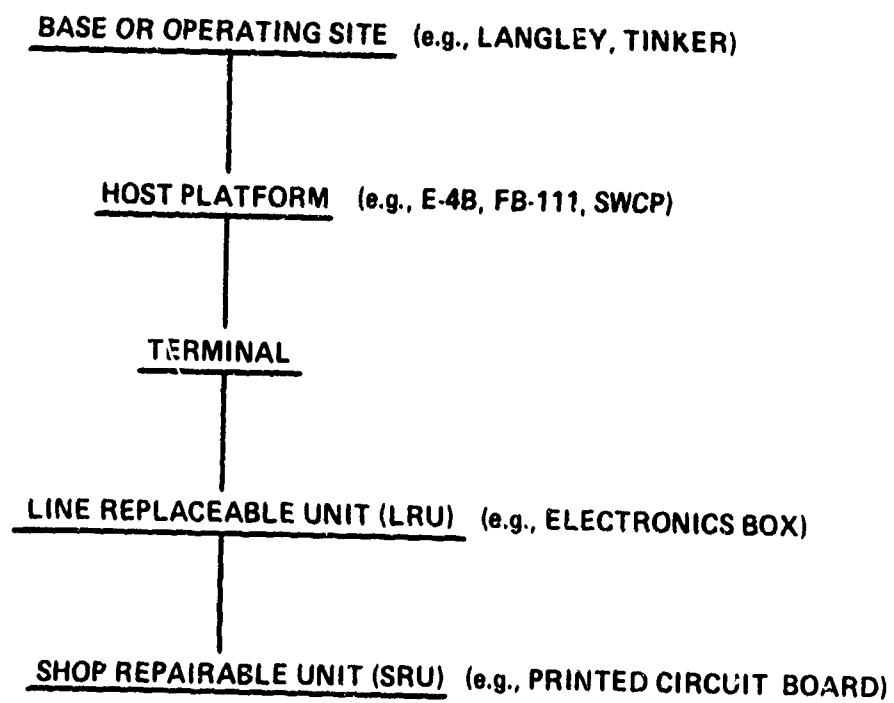 BASE OR OPERATING SITE (e.g., LANGLEY, TINKER)
HOST PLATFORM (e.g., E-4B, FB-111, SWCP)
TERMINAL
LINE REPLACEABLE UNIT (LRU) (e.g., ELECTRONICS BOX)
SHOP REPAIRABLE UNIT (SRU) (e.g., PRINTED CIRCUIT BOARD)